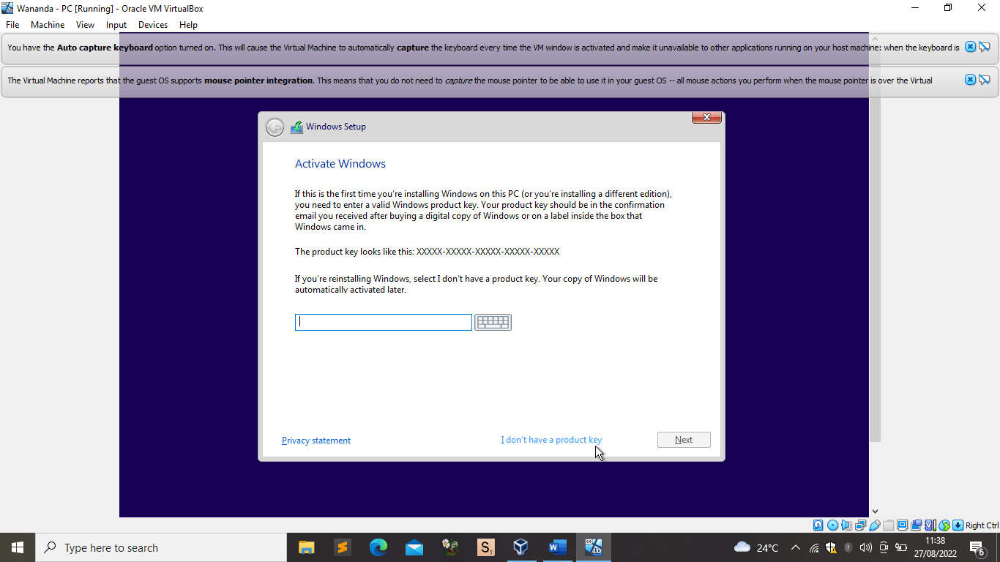 Wananda - PC [Running] - Oracle VM VirtualBox
File Machine View Input Devices Help
You have the Auto capture keyboard option turned on. This will cause the Virtual Machine to automatically capture the keyboard every time the VM window is activated and make it unavailable to other applications running on your host machine: when the keyboard is
The Virtual Machine reports that the guest OS supports mouse pointer integration. This means that you do not need to capture the mouse pointer to be able to use it in your guest OS -- all mouse actions you perform when the mouse pointer is over the Virtual
Windows Setup
Activate Windows
If this is the first time you're installing Windows on this PC (or you're installing a different edition),
you need to enter a valid Windows product key. Your product key should be in the confirmation
email you received after buying a digital copy of Windows or on a label inside the box that
Windows came in.
The product key looks like this: XXXXX-XXXXX-XXXXX-XXXXX-XXXXX
If you're reinstalling Windows, select I don't have a product key. Your copy of Windows will be
automatically activated later.
Privacy statement
I don't have a product key
Next
Right Ctrl
Type here to search
24°C
11:38
27/08/2022
6